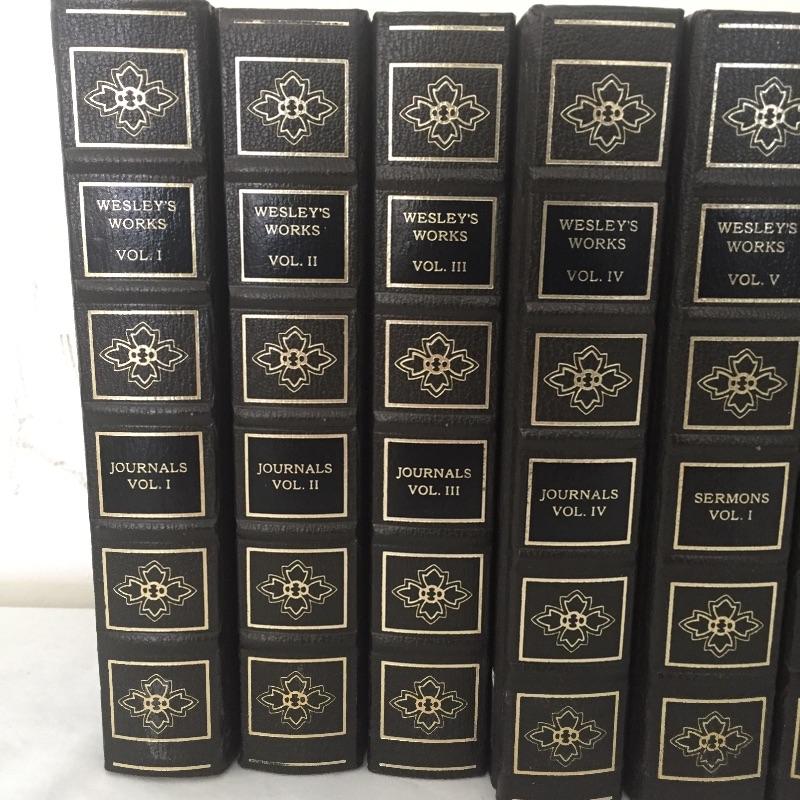 WESLEY'S
WORKS
VOL. I
JOURNALS
VOL. I
WESLEY'S
WORKS
VOL. II
JOURNALS
VOL. II
WESLEY'S
WORKS
VOL. III
JOURNALS
VOL. III
WESLEY'S
WORKS
VOL. IV
JOURNALS
VOL. IV
WESLEY'S
WORKS
VOL. V
SERMONS
VOL. I